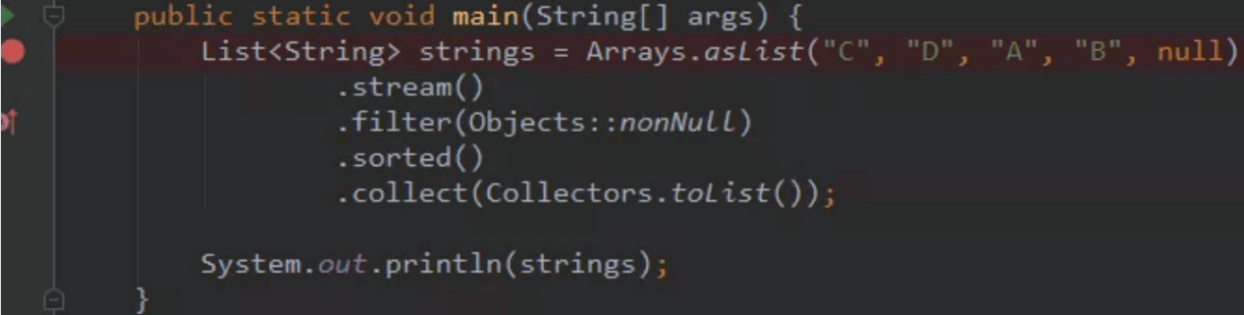 public static void main(String[] args) {
List<String> strings = Arrays.asList("C", "D", "A", "B", null)
.stream()
.filter(Objects::nonNull)
.sorted()
.collect(Collectors.toList());
System.out.println(strings);
}